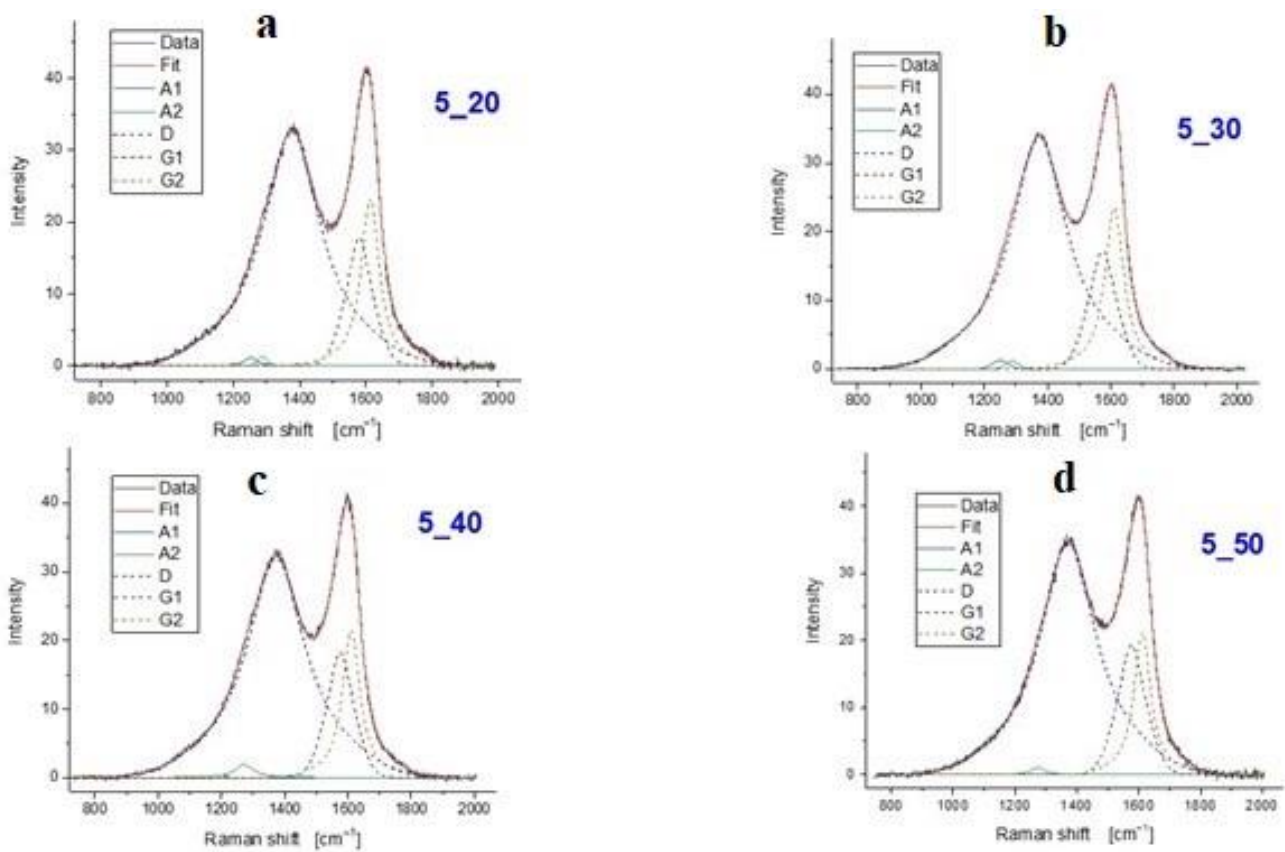 a
Data
Fit
A1
A2
D
G1
G2
5_20
Intensity
40
30
20
10
0
800 1000 1200 1400 1600 1800 2000
Raman shift [cm⁻¹]
b
Data
Fit
A1
A2
D
G1
G2
5_30
Intensity
40
30
20
10
0
800 1000 1200 1400 1600 1800 2000
Raman shift [cm⁻¹]
c
Data
Fit
A1
A2
D
G1
G2
5_40
Intensity
40
30
20
10
0
800 1000 1200 1400 1600 1800 2000
Raman shift [cm⁻¹]
d
Data
Fit
A1
A2
D
G1
G2
5_50
Intensity
40
30
20
10
0
800 1000 1200 1400 1600 1800 2000
Raman shift [cm⁻¹]